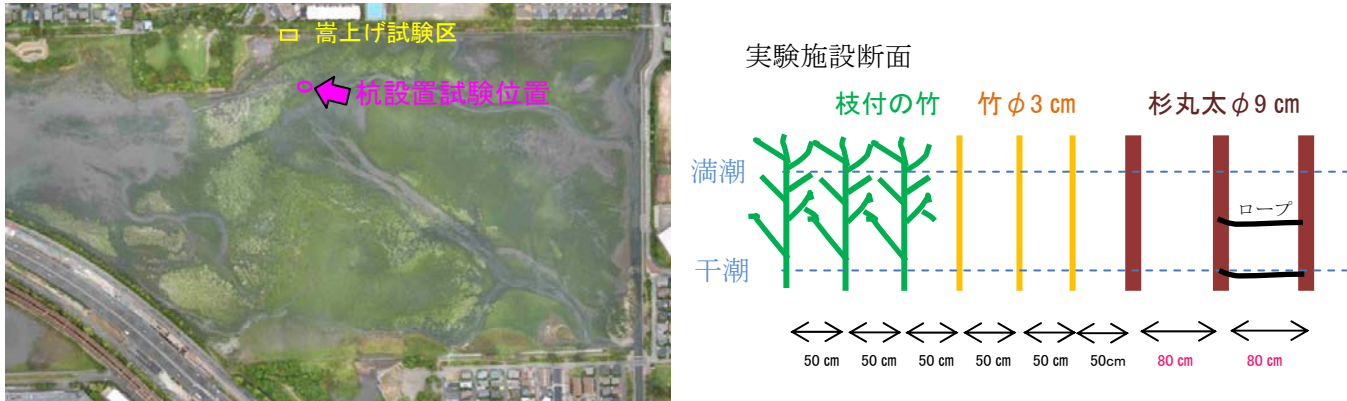 嵩上げ試験区
杭設置試験位置
実験施設断面
枝付の竹
竹φ3㎝
杉丸太φ9㎝
満潮
ロープ
干潮
50㎝
50㎝
50㎝
50㎝
50㎝
50cm
80㎝
80㎝